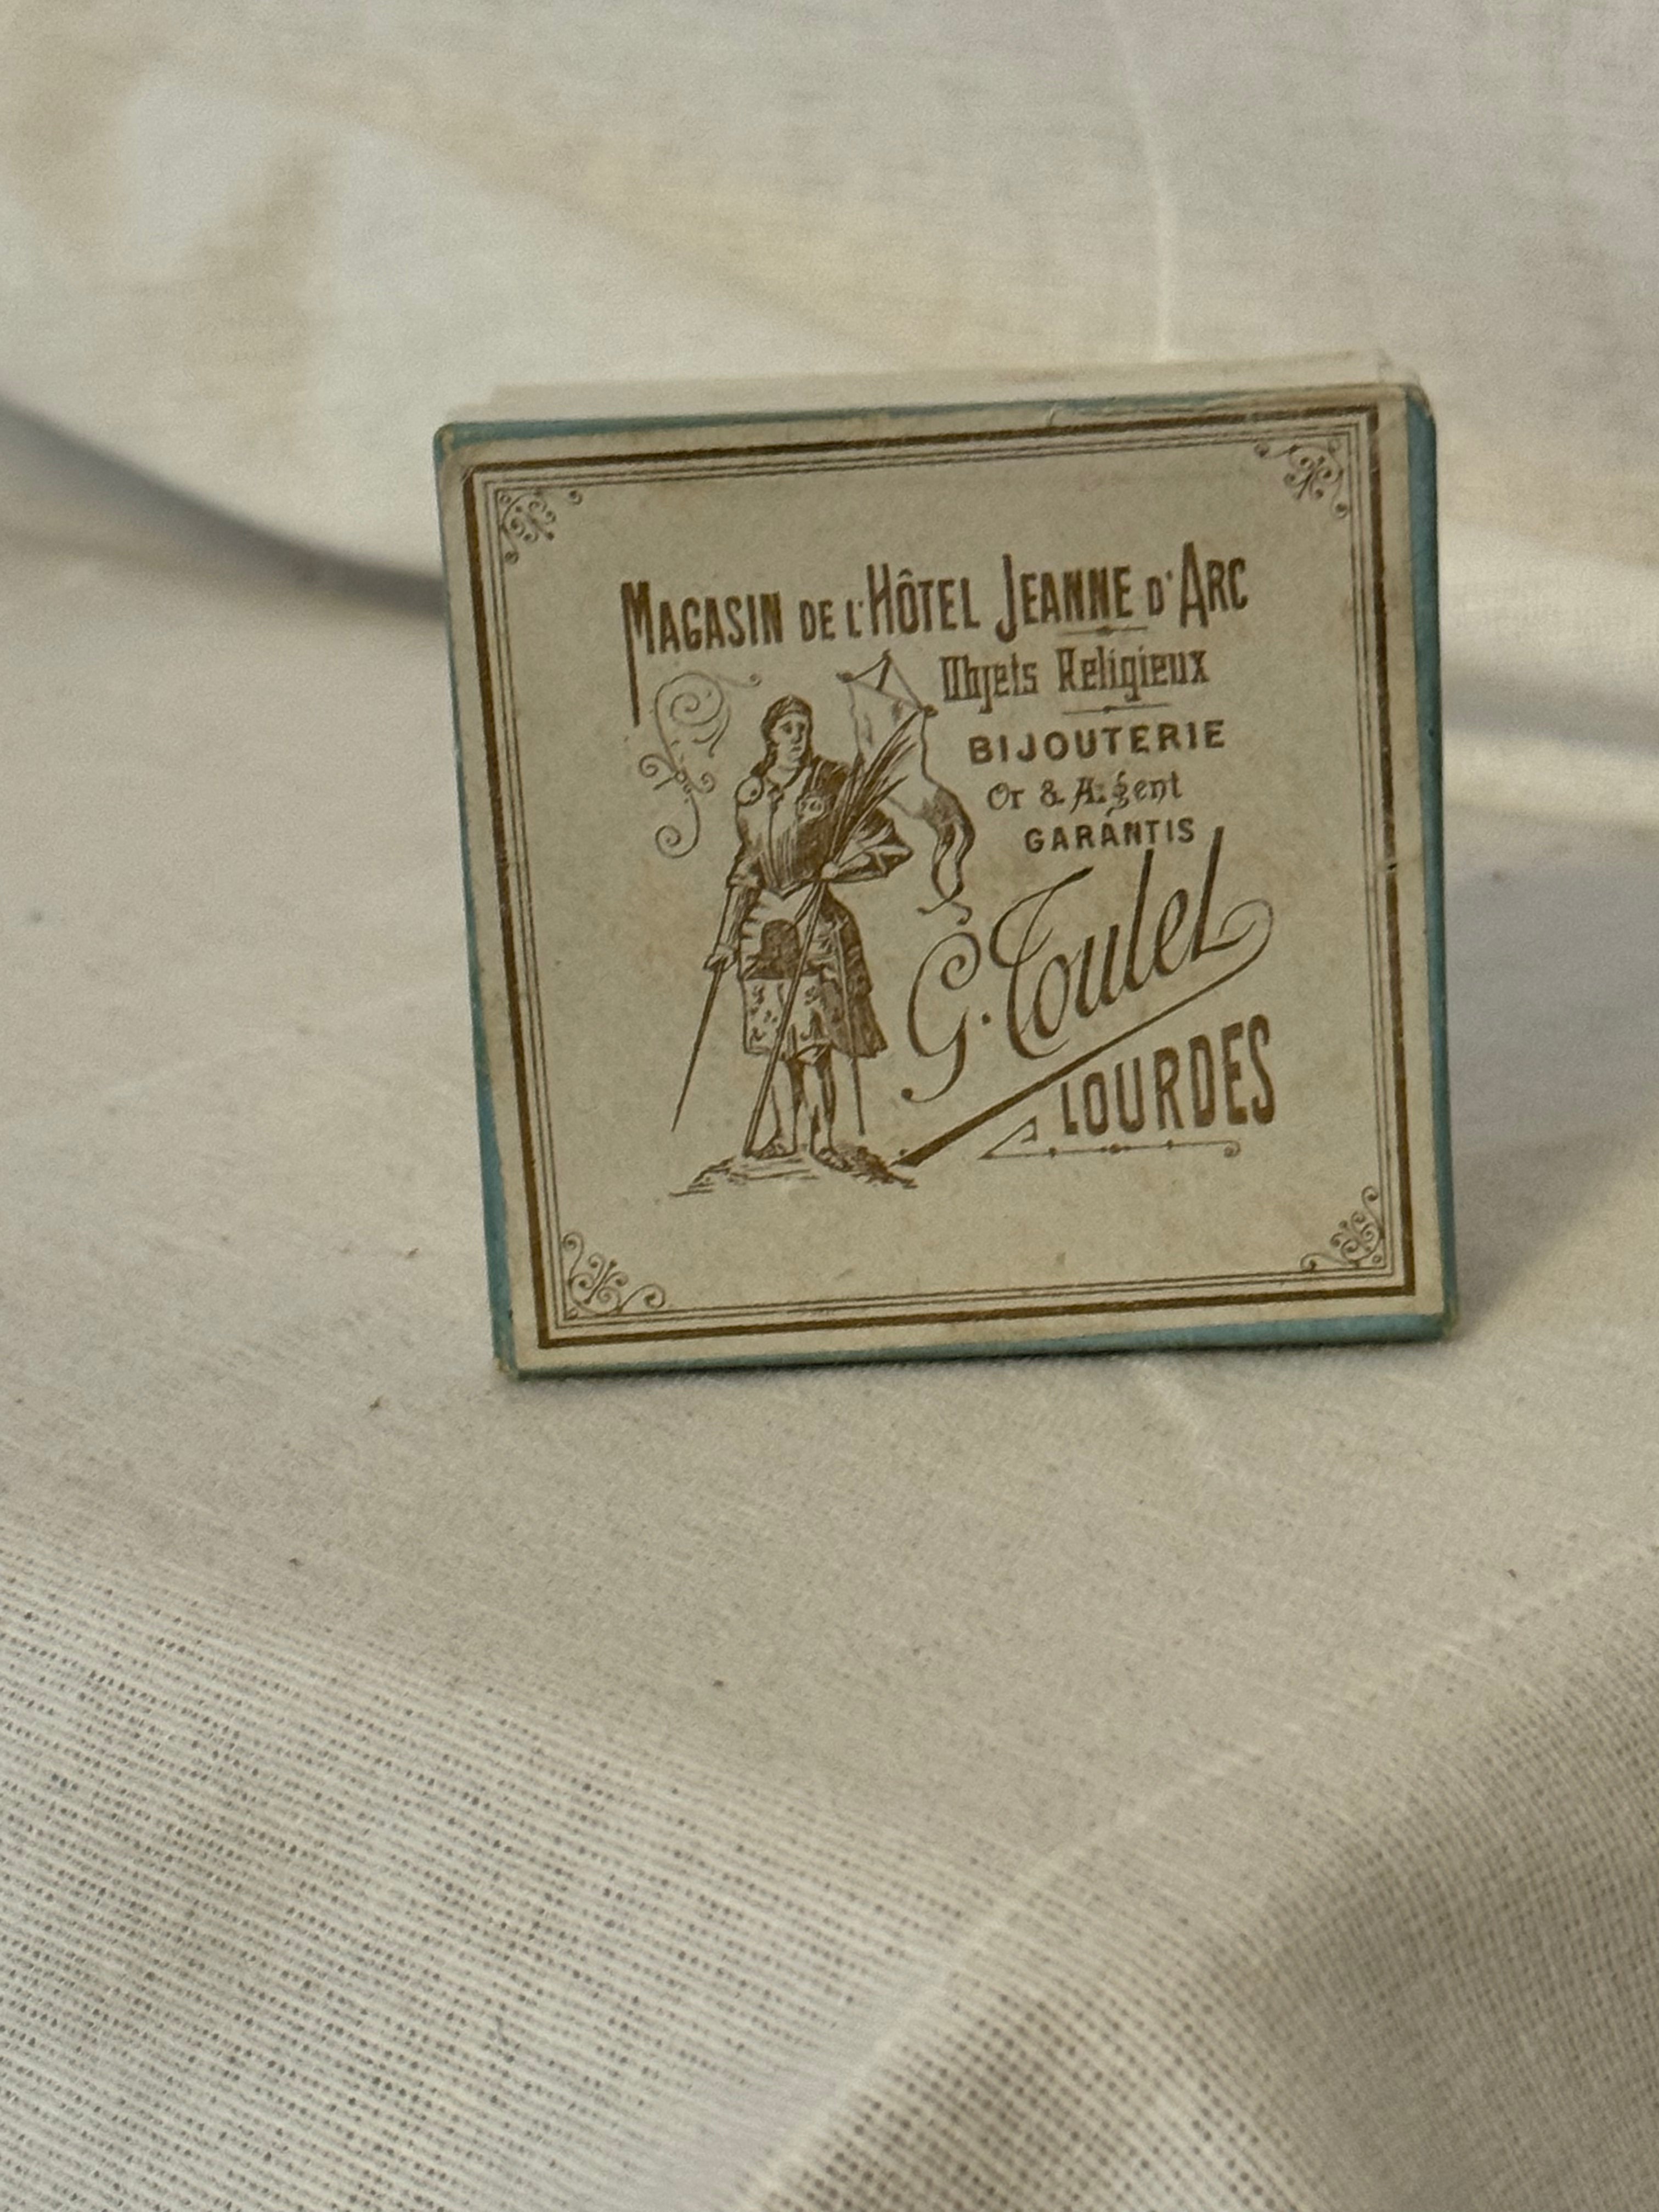 MAGASIN DE L'HÔTEL JEANNE D'ARC
Objets Religieux
BIJOUTERIE
Or & Argent
GARANTIS
G. Toulet
LOURDES